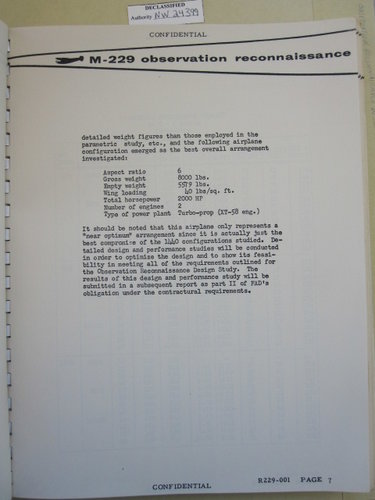 DECLASSIFIED
Authority NW 24399
CONFIDENTIAL
M-229 observation reconnaissance
detailed weight figures than those employed in the
parametric study, etc., and the following airplane
configuration emerged as the best overall arrangement
investigated:
Aspect ratio 6
Gross weight 8000 lbs.
Empty weight 5579 lbs.
Wing loading 40 lbs/sq. ft.
Total horsepower 2000 HP
Number of engines 2
Type of power plant Turbo-prop (XT-58 eng.)
It should be noted that this airplane only represents a
"near optimum" arrangement since it is actually just the
best compromise of the 1440 configurations studied. De-
tailed design and performance studies will be conducted
in order to optimise the design and to show its feasi-
bility in meeting all of the requirements outlined for
the Observation Reconnaissance Design Study. The
results of this design and performance study will be
submitted in a subsequent report as part II of FAD's
obligation under the contractural requirements.
CONFIDENTIAL
R229-001 PAGE 7